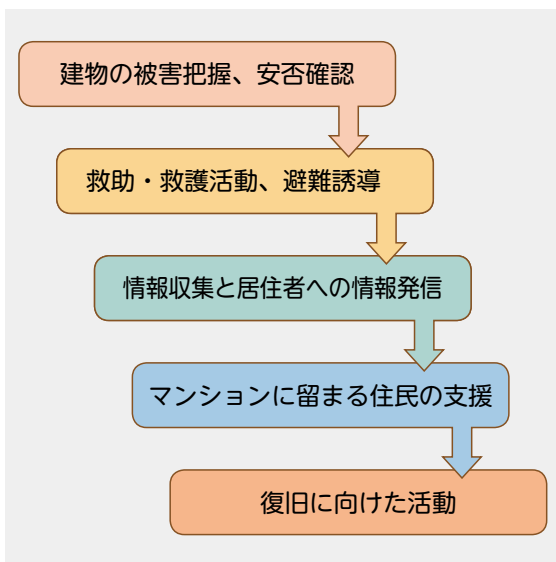 建物の被害把握、安否確認
救助・救護活動、避難誘導
情報収集と居住者への情報発信
マンションに留まる住民の支援
復旧に向けた活動